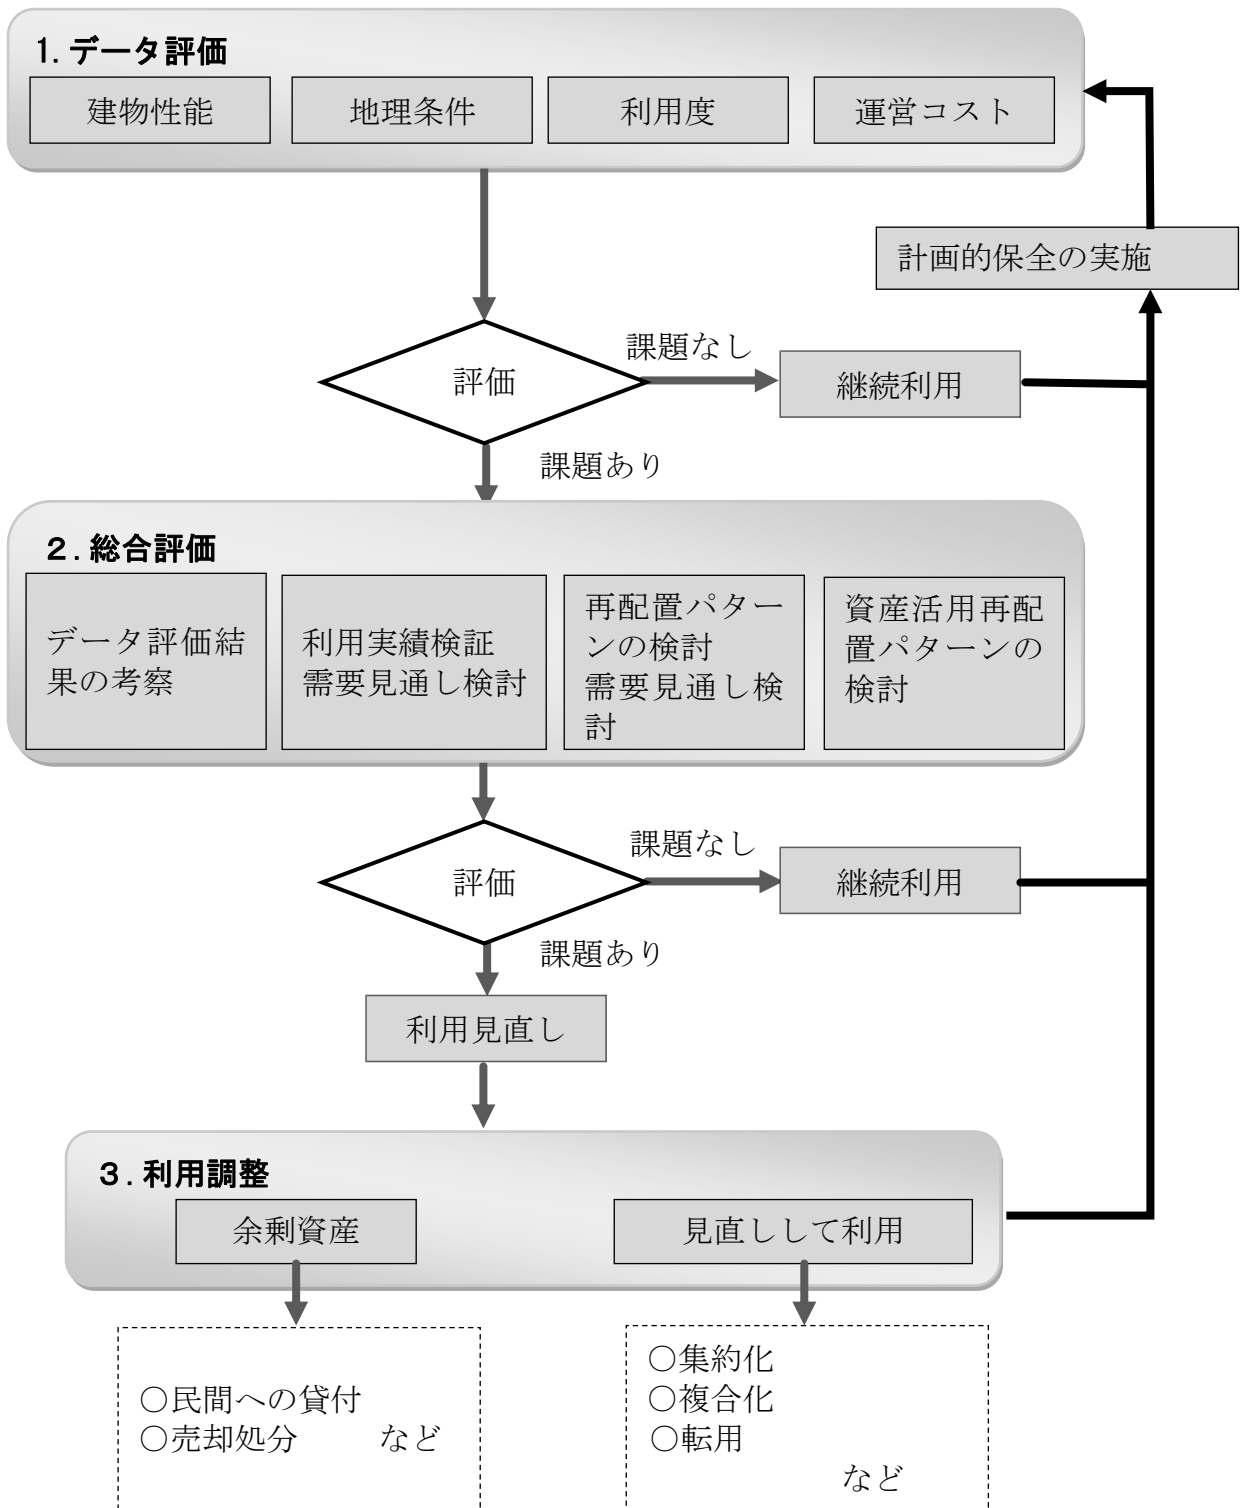 1. データ評価
建物性能
地理条件
利用度
運営コスト
計画的保全の実施
評価
課題なし
継続利用
課題あり
２. 総合評価
データ評価結
果の考察
利用実績検証
需要見通し検討
再配置パター
ンの検討
需要見通し検
討
資産活用再配
置パターンの
検討
評価
課題なし
継続利用
課題あり
利用見直し
３. 利用調整
余剰資産
見直しして利用
○民間への貸付
○売却処分 など
○集約化
○複合化
○転用
など